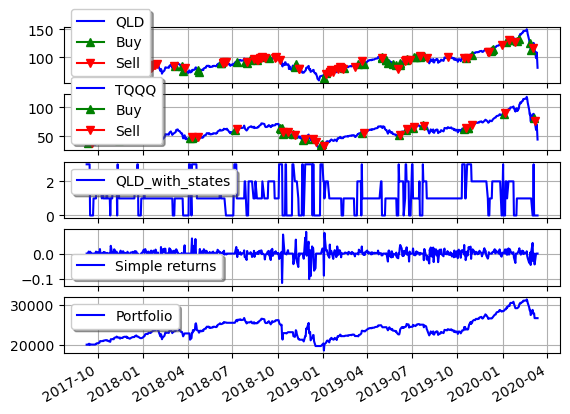 150
100
QLD
Buy
Sell
100
50
TQQQ
Buy
Sell
2
0
QLD_with_states
0.0
−0.1
Simple returns
30000
20000
Portfolio
2017-10 2018-01 2018-04 2018-07 2018-10 2019-01 2019-04 2019-07 2019-10 2020-01 2020-04